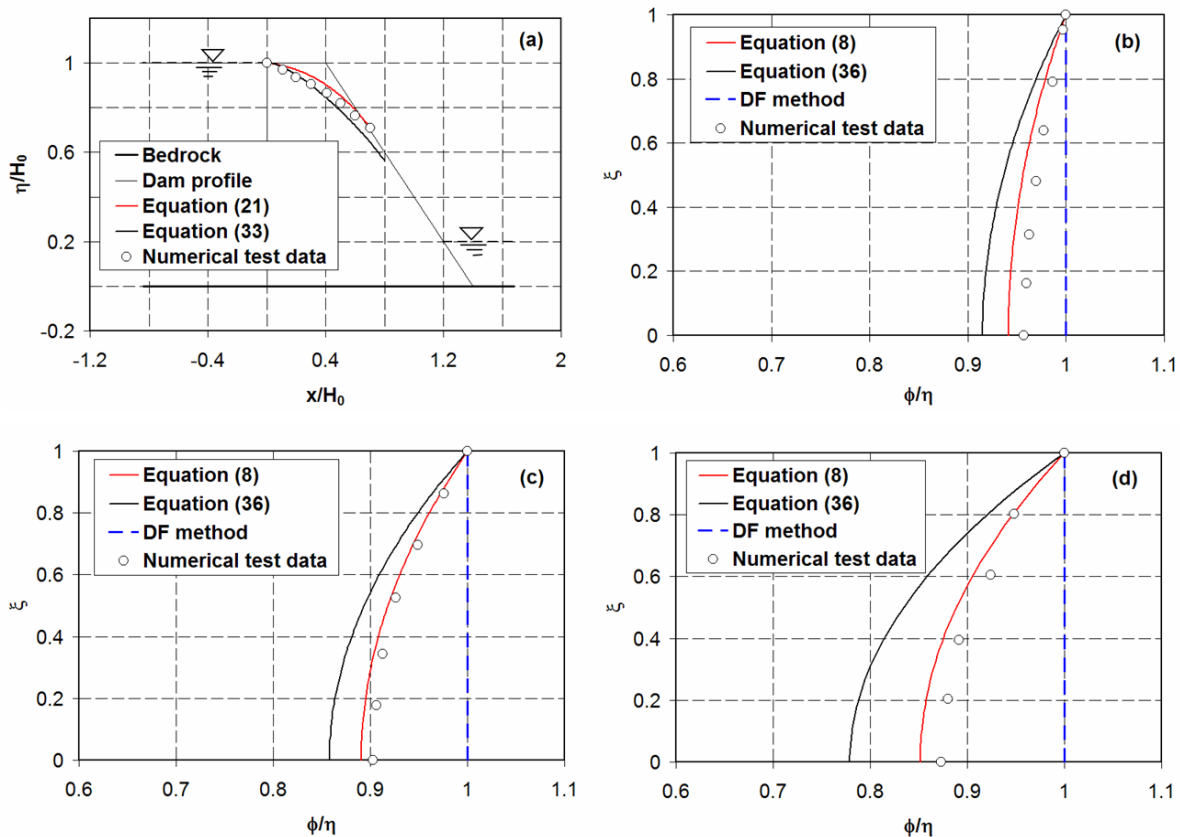 (a)
η/H0
1
0.6
0.2
-0.2
Bedrock
Dam profile
Equation (21)
Equation (33)
Numerical test data
-1.2 -0.4 0.4 1.2 2
x/H0
(b)
ξ
1
0.8
0.6
0.4
0.2
0
Equation (8)
Equation (36)
DF method
Numerical test data
0.6 0.7 0.8 0.9 1 1.1
ϕ/η
(c)
ξ
1
0.8
0.6
0.4
0.2
0
Equation (8)
Equation (36)
DF method
Numerical test data
0.6 0.7 0.8 0.9 1 1.1
ϕ/η
(d)
ξ
1
0.8
0.6
0.4
0.2
0
Equation (8)
Equation (36)
DF method
Numerical test data
0.6 0.7 0.8 0.9 1 1.1
ϕ/η